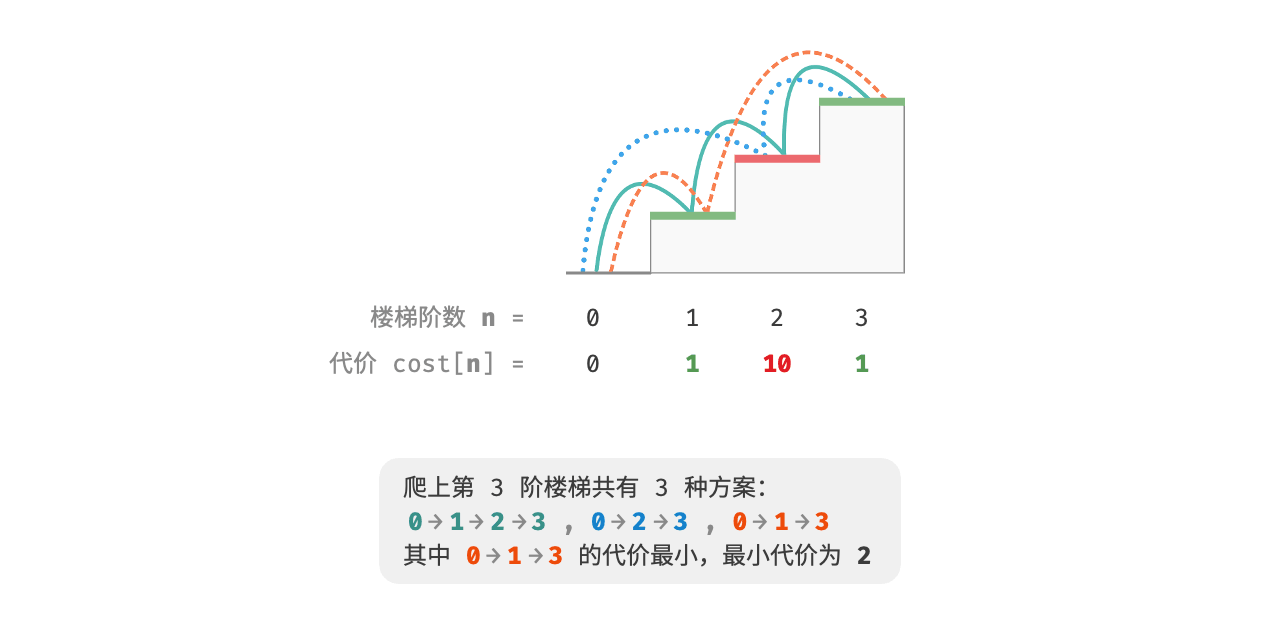 楼梯阶数 n = 0 1 2 3
代价 cost[n] = 0 1 10 1
爬上第 3 阶楼梯共有 3 种方案：
0→1→2→3 , 0→2→3 , 0→1→3
其中 0→1→3 的代价最小，最小代价为 2